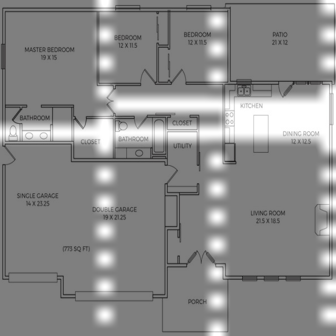 BEDROOM
12 X 11.5
BEDROOM
12 X 11.5
PATIO
21 X 12
MASTER BEDROOM
19 X 15
KITCHEN
BATHROOM
CLOSET
BATHROOM
CLOSET
UTILITY
DINING ROOM
12 X 12.5
SINGLE GARAGE
14 X 23.25
DOUBLE GARAGE
19 X 21.25
(773 SQ FT)
LIVING ROOM
21.5 X 18.5
PORCH